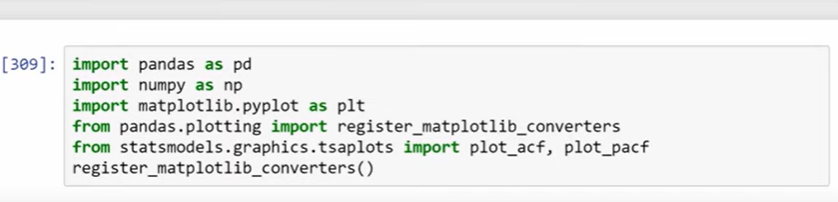 [309]: import pandas as pd
import numpy as np
import matplotlib.pyplot as plt
from pandas.plotting import register_matplotlib_converters
from statsmodels.graphics.tsaplots import plot_acf, plot_pacf
register_matplotlib_converters()